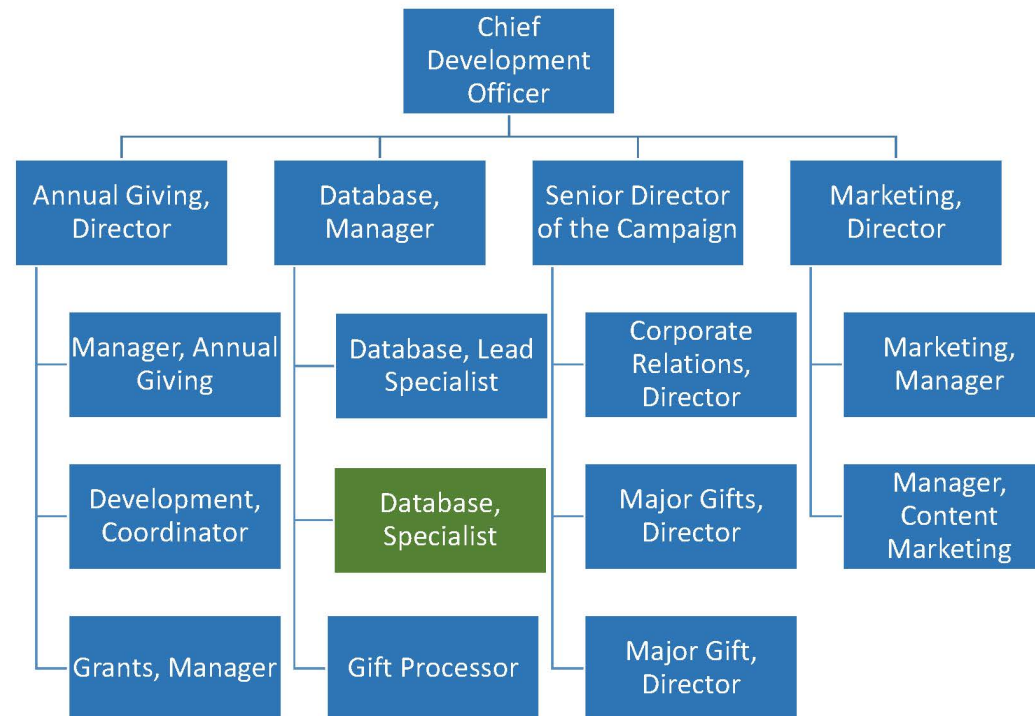 Chief
Development
Officer
Annual Giving,
Director
Database,
Manager
Senior Director
of the Campaign
Marketing,
Director
Manager, Annual
Giving
Database, Lead
Specialist
Corporate
Relations,
Director
Marketing,
Manager
Development,
Coordinator
Database,
Specialist
Major Gifts,
Director
Manager,
Content
Marketing
Grants, Manager
Gift Processor
Major Gift,
Director